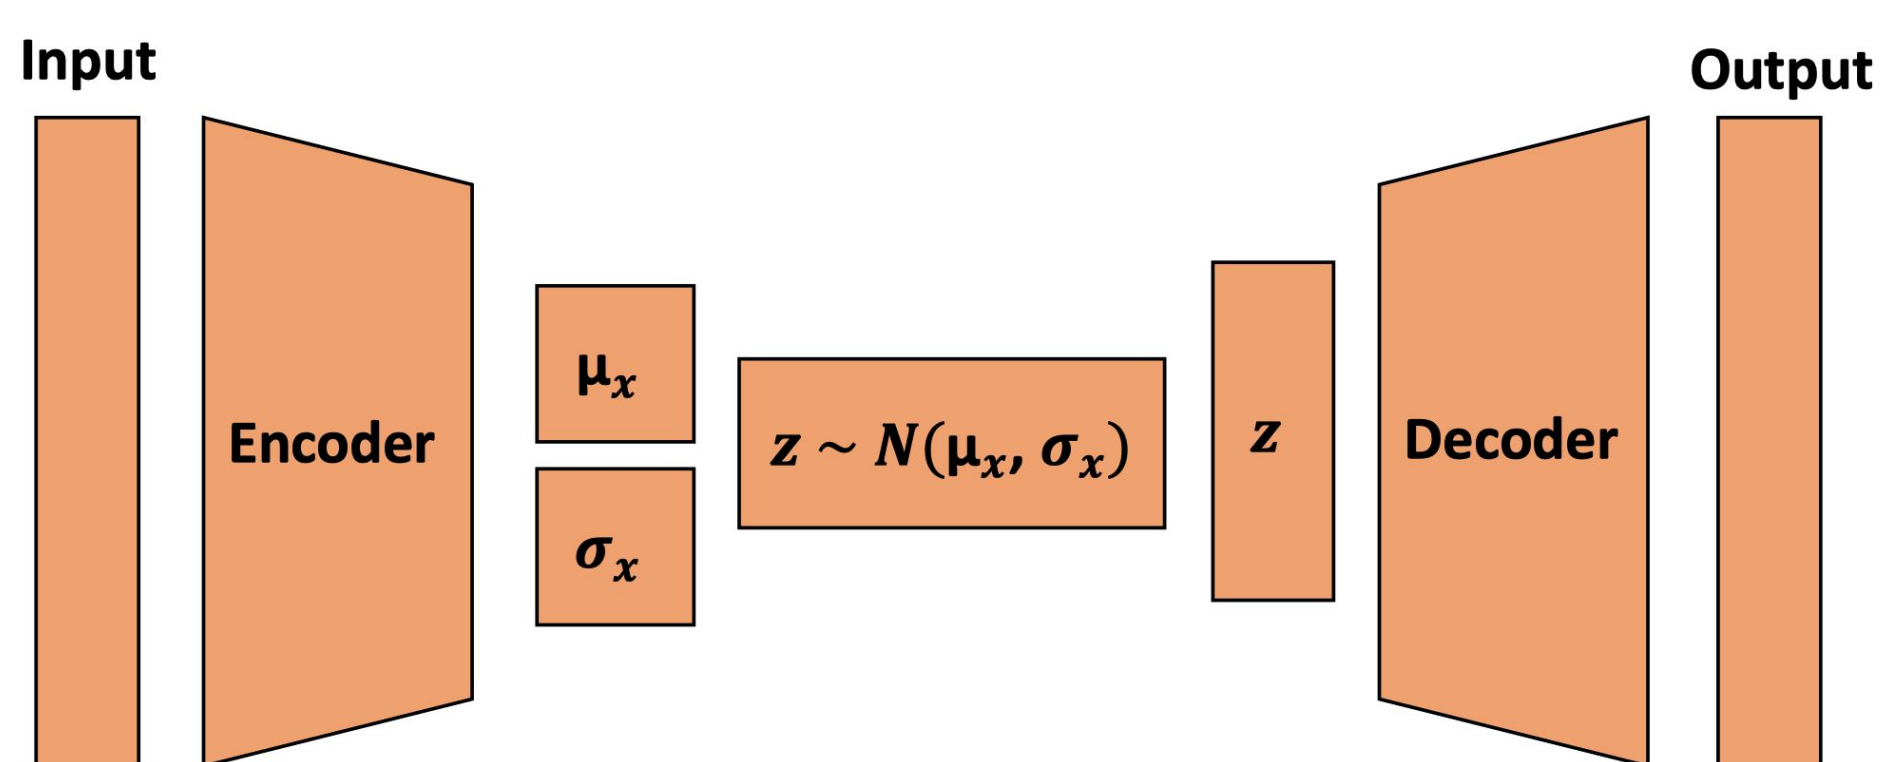 Input
Output
Encoder
μₓ
σₓ
z ~ N(μₓ, σₓ)
z
Decoder